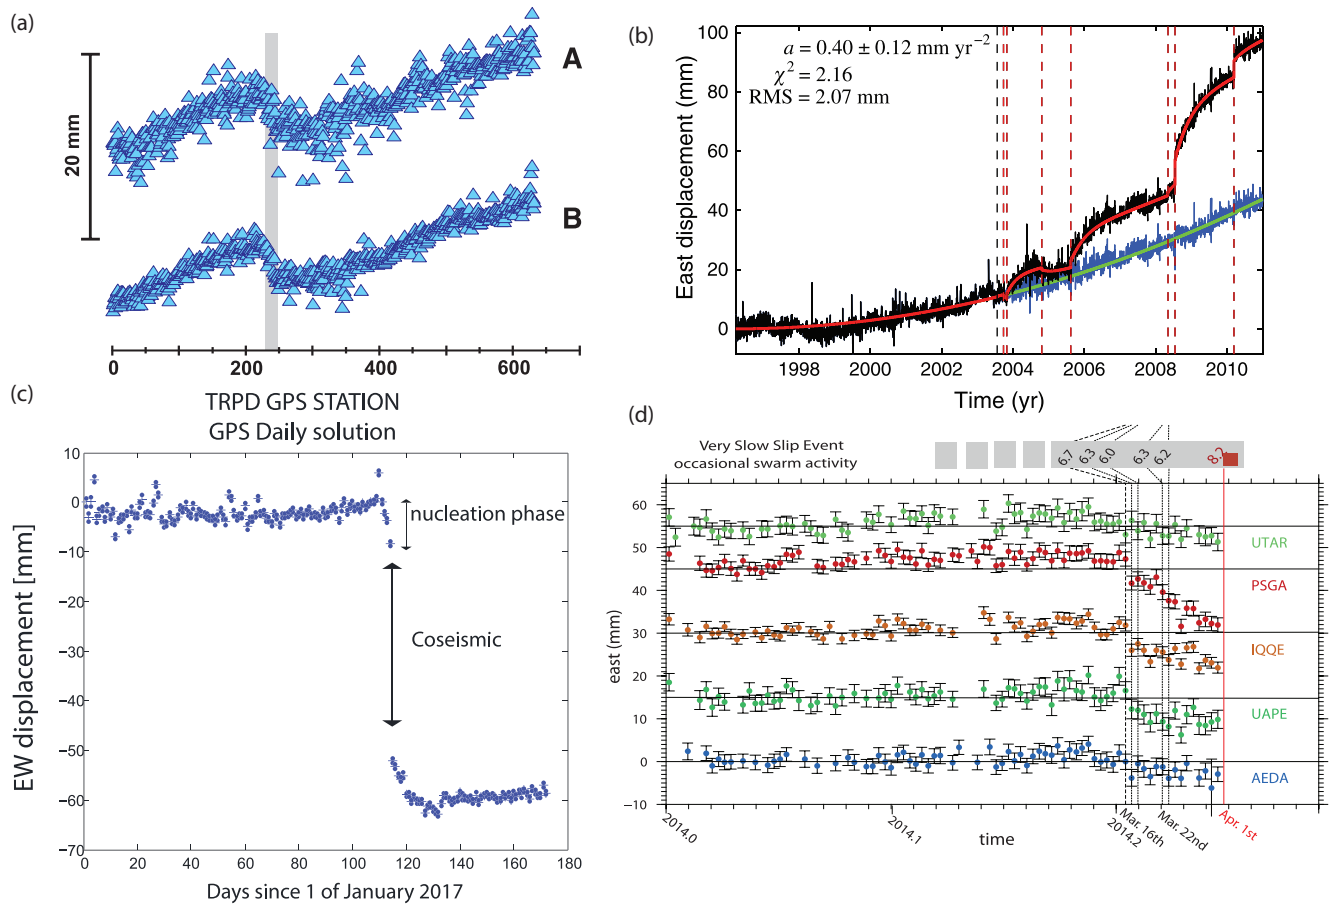 (a)
A
B
20 mm
0
200
400
600
(b)
a = 0.40 ± 0.12 mm yr⁻²
χ² = 2.16
RMS = 2.07 mm
East displacement (mm)
100
80
60
40
20
0
1998
2000
2002
2004
2006
2008
2010
Time (yr)
(c)
TRPD GPS STATION
GPS Daily solution
EW displacement [mm]
10
0
−10
−20
−30
−40
−50
−60
−70
nucleation phase
Coseismic
0
20
40
60
80
100
120
140
160
180
Days since 1 of January 2017
(d)
Very Slow Slip Event
occasional swarm activity
6.7
6.3
6.0
6.3
6.2
8.2
east (mm)
60
50
40
30
20
10
0
−10
UTAR
PSGA
IQQE
UAPE
AEDA
2014.0
2014.1
2014.2
Mar. 16th
Mar. 22nd
Apr. 1st
time